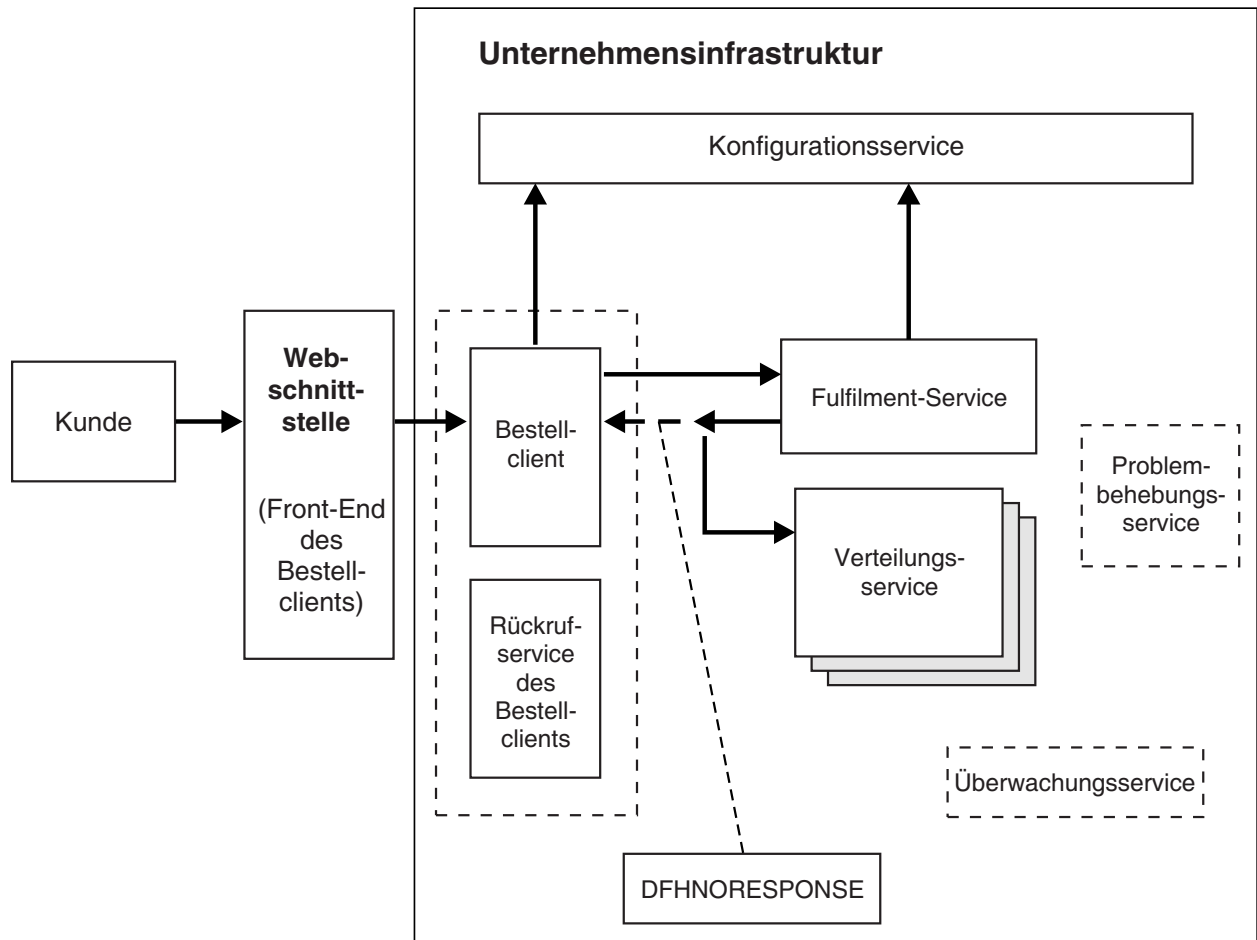 Unternehmensinfrastruktur
Konfigurationsservice
Kunde
Web-
schnitt-
stelle
(Front-End
des
Bestell-
clients)
Bestell-
client
Fulfilment-Service
Problem-
behebungs-
service
Verteilungs-
service
Rückruf-
service
des
Bestell-
clients
Überwachungsservice
DFHNORESPONSE